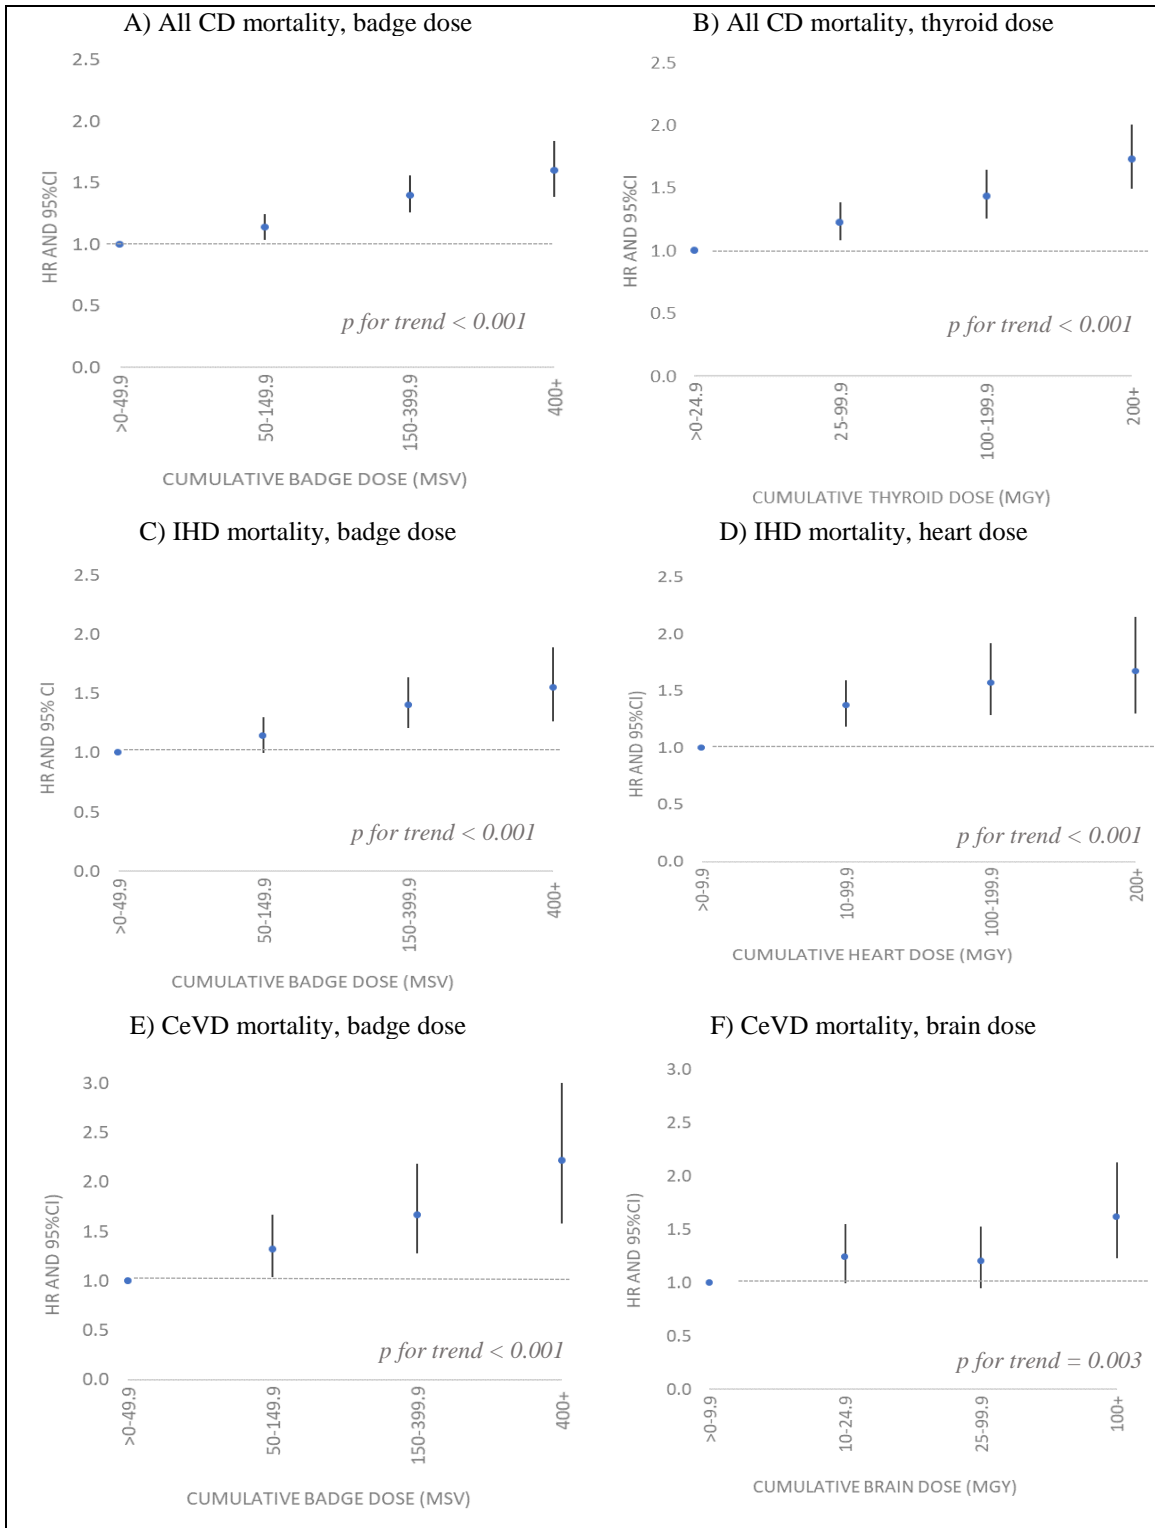 A) All CD mortality, badge dose
2.5
2.0
1.5
1.0
0.5
0.0
HR AND 95%CI
p for trend < 0.001
>0-49.9
50-149.9
150-399.9
400+
CUMULATIVE BADGE DOSE (MSV)
B) All CD mortality, thyroid dose
2.5
2.0
1.5
1.0
0.5
0.0
HR AND 95%CI
p for trend < 0.001
>0-24.9
25-99.9
100-199.9
200+
CUMULATIVE THYROID DOSE (MGY)
C) IHD mortality, badge dose
2.5
2.0
1.5
1.0
0.5
0.0
HR AND 95% CI
p for trend < 0.001
>0-49.9
50-149.9
150-399.9
400+
CUMULATIVE BADGE DOSE (MSV)
D) IHD mortality, heart dose
2.5
2.0
1.5
1.0
0.5
0.0
HR AND 95%CI)
p for trend < 0.001
>0-9.9
10-99.9
100-199.9
200+
CUMULATIVE HEART DOSE (MGY)
E) CeVD mortality, badge dose
3.0
2.5
2.0
1.5
1.0
0.5
0.0
HR AND 95%CI)
p for trend < 0.001
>0-49.9
50-149.9
150-399.9
400+
CUMULATIVE BADGE DOSE (MSV)
F) CeVD mortality, brain dose
3.0
2.5
2.0
1.5
1.0
0.5
0.0
HR AND 95%CI)
p for trend = 0.003
>0-9.9
10-24.9
25-99.9
100+
CUMULATIVE BRAIN DOSE (MGY)